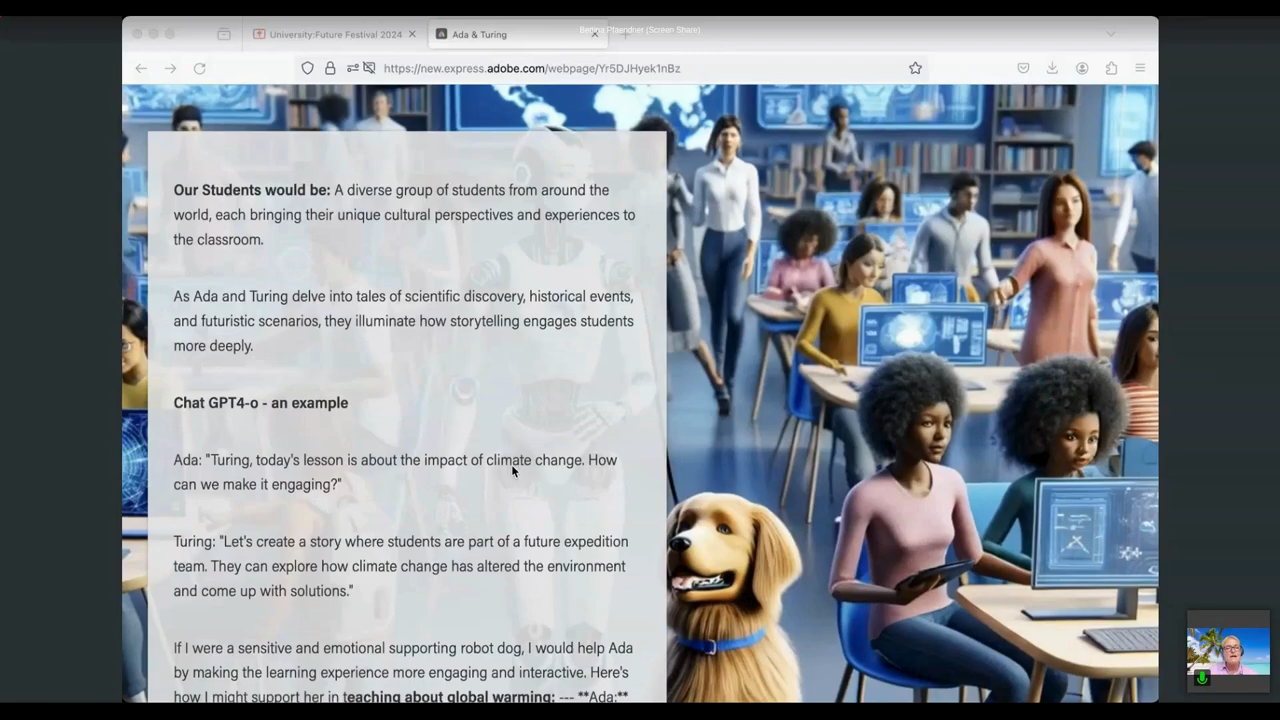 Bettina Pfaendner (Screen Share)
University:Future Festival 2024
Ada & Turing
https://new.express.adobe.com/webpage/Yr5DJHyek1nBz
Our Students would be: A diverse group of students from around the
world, each bringing their unique cultural perspectives and experiences to
the classroom.
As Ada and Turing delve into tales of scientific discovery, historical events,
and futuristic scenarios, they illuminate how storytelling engages students
more deeply.
Chat GPT4-o - an example
Ada: "Turing, today's lesson is about the impact of climate change. How
can we make it engaging?"
Turing: "Let's create a story where students are part of a future expedition
team. They can explore how climate change has altered the environment
and come up with solutions."
If I were a sensitive and emotional supporting robot dog, I would help Ada
by making the learning experience more engaging and interactive. Here's
how I might support her in teaching about global warming: --- **Ada:**